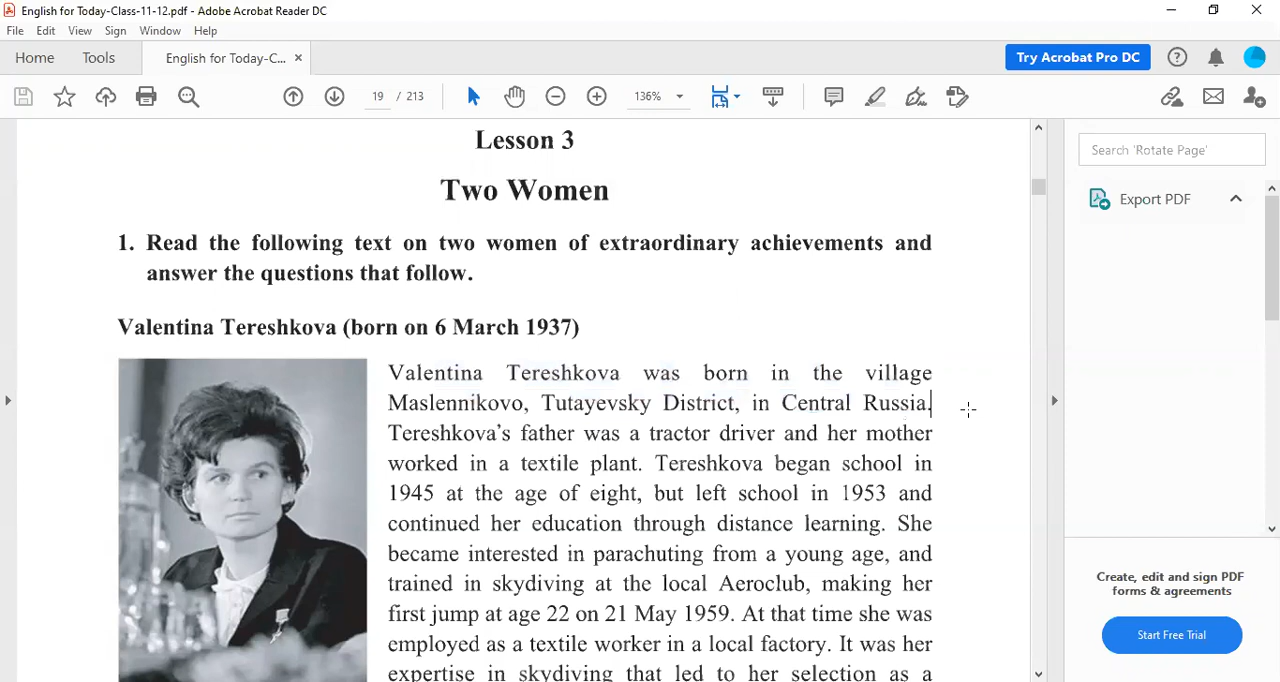 English for Today-Class-11-12.pdf - Adobe Acrobat Reader DC
File Edit View Sign Window Help
Home Tools English for Today-C... × Try Acrobat Pro DC
19 / 213 136%
Lesson 3
Two Women
1. Read the following text on two women of extraordinary achievements and
answer the questions that follow.
Valentina Tereshkova (born on 6 March 1937)
Valentina Tereshkova was born in the village
Maslennikovo, Tutayevsky District, in Central Russia.
Tereshkova’s father was a tractor driver and her mother
worked in a textile plant. Tereshkova began school in
1945 at the age of eight, but left school in 1953 and
continued her education through distance learning. She
became interested in parachuting from a young age, and
trained in skydiving at the local Aeroclub, making her
first jump at age 22 on 21 May 1959. At that time she was
employed as a textile worker in a local factory. It was her
expertise in skydiving that led to her selection as a
Search 'Rotate Page'
Export PDF
Create, edit and sign PDF
forms & agreements
Start Free Trial